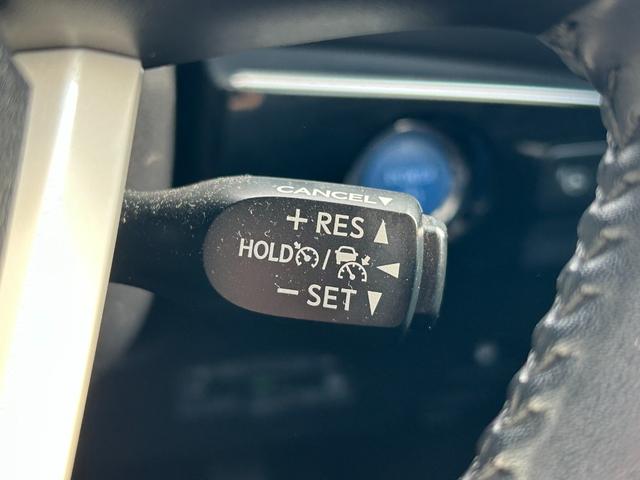 CANCEL▼
+ RES ▲
HOLD / ◀
− SET ▼